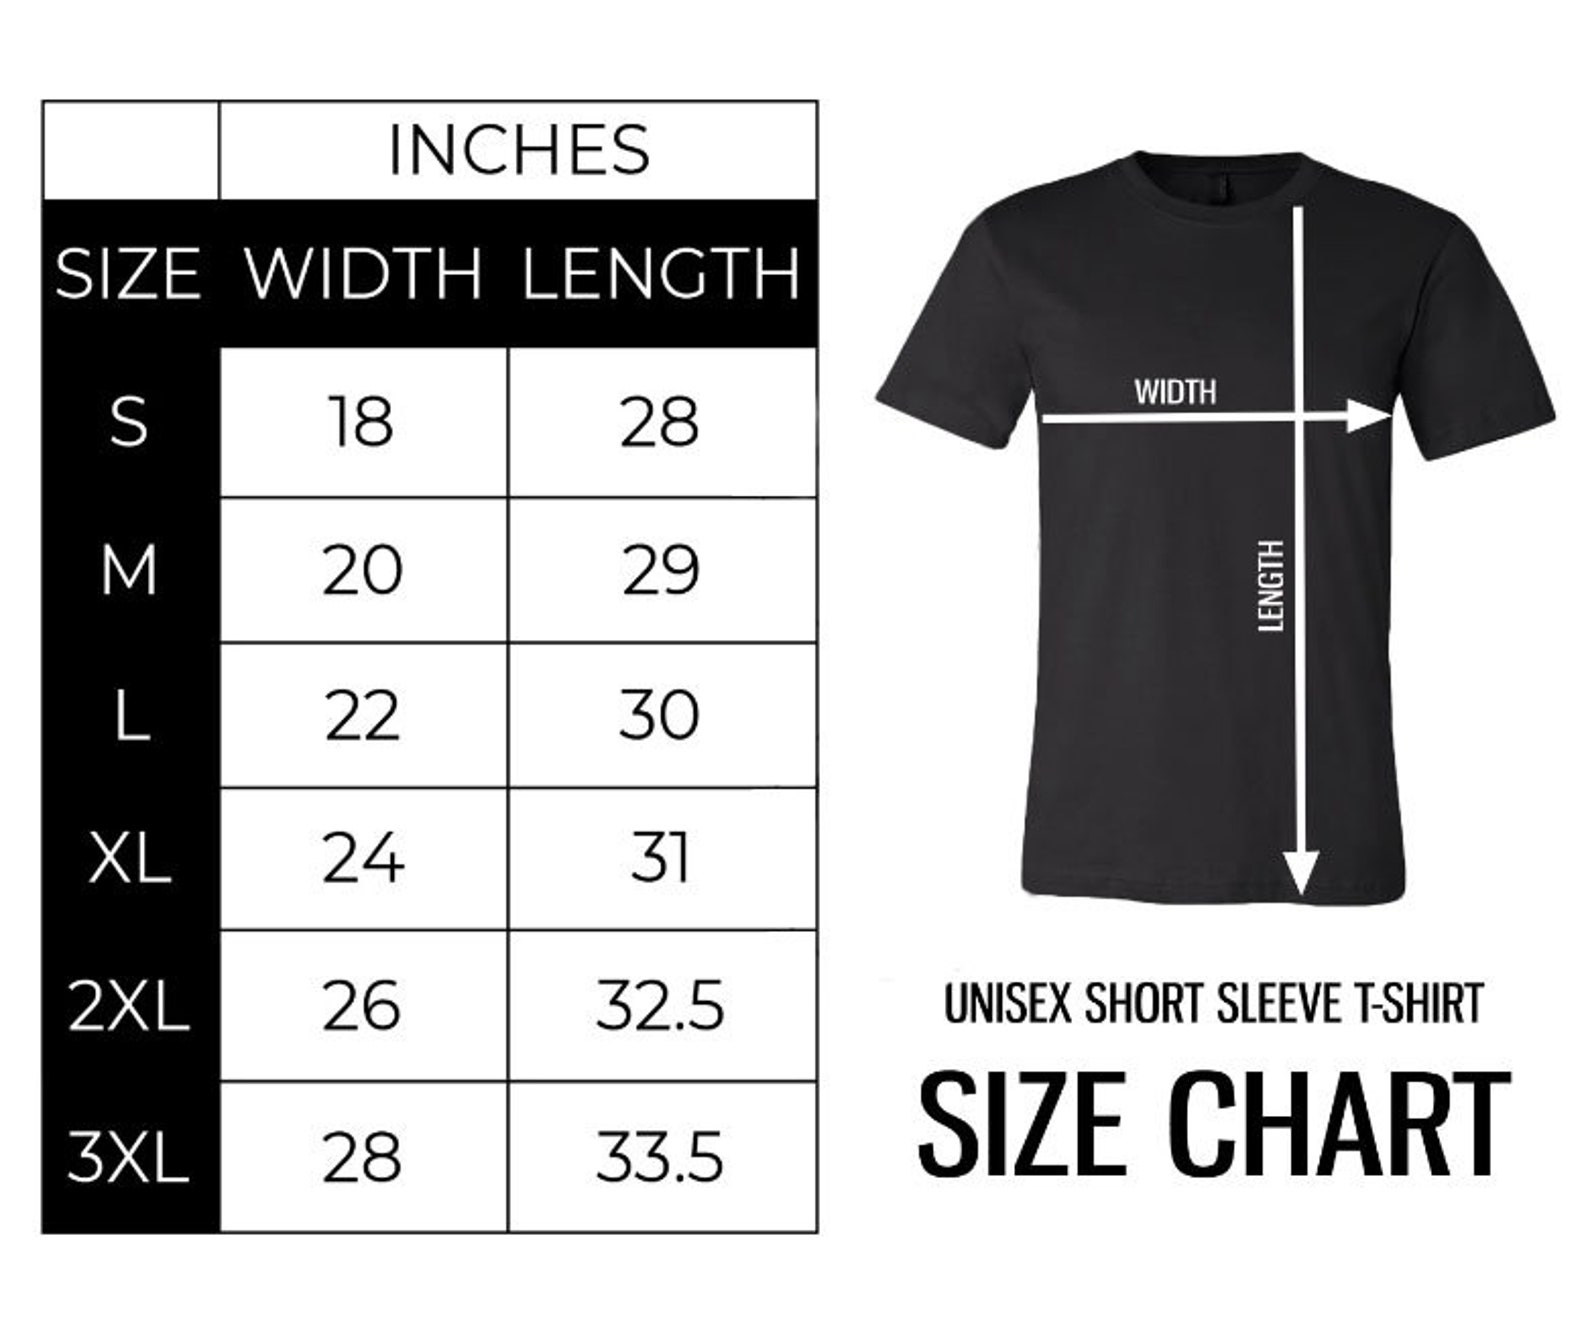 INCHES
SIZE WIDTH LENGTH
S 18 28
M 20 29
L 22 30
XL 24 31
2XL 26 32.5
3XL 28 33.5
WIDTH
LENGTH
UNISEX SHORT SLEEVE T-SHIRT
SIZE CHART